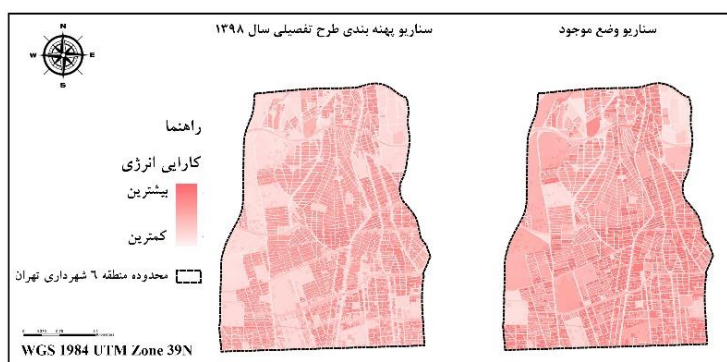 سناریو وضع موجود
سناریو پهنه بندی طرح تفصیلی سال ۱۳۹۸
N
W E
S
راهنما
کارایی انرژی
بیشترین
کمترین
محدوده منطقه ۶ شهرداری تهران
WGS 1984 UTM Zone 39N